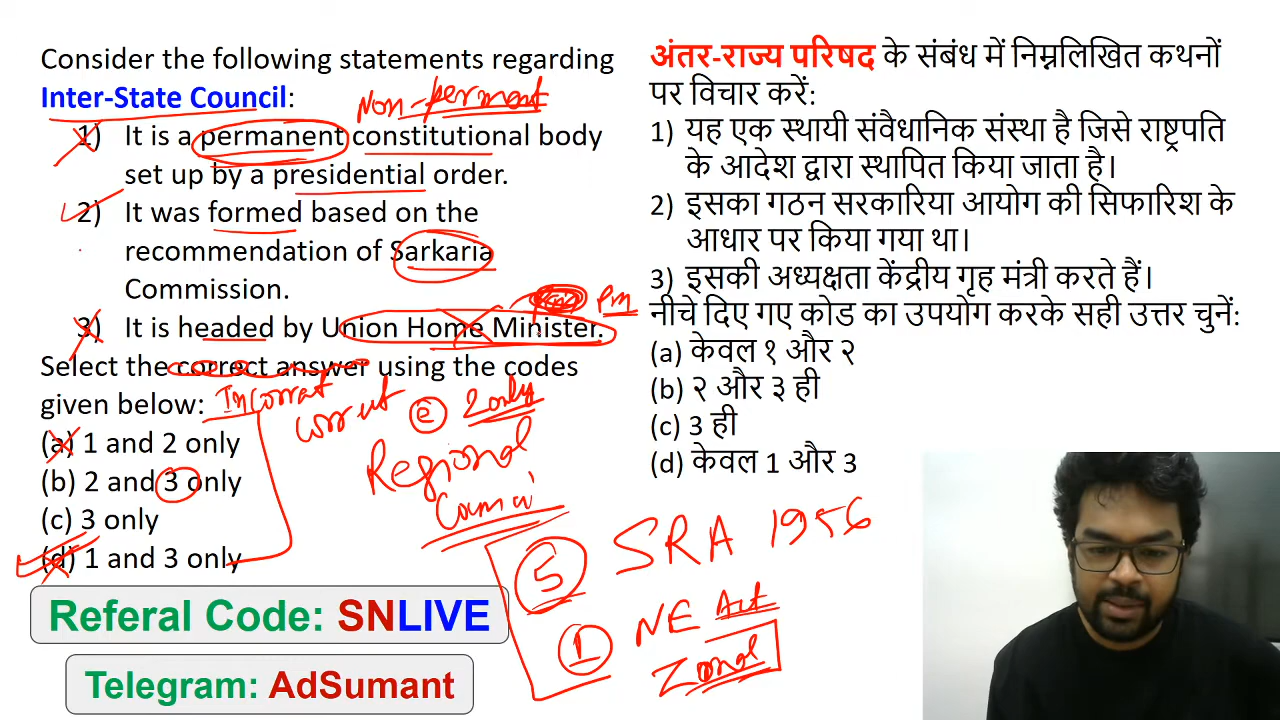 Consider the following statements regarding
Inter-State Council:
Non-perment
1) It is a permanent constitutional body
set up by a presidential order.
2) It was formed based on the
recommendation of Sarkaria
Commission.
PM
3) It is headed by Union Home Minister.
Select the correct answer using the codes
given below:
Incorrat
corrut
(e) 2 only
(a) 1 and 2 only
(b) 2 and 3 only
(c) 3 only
(d) 1 and 3 only
Regional
5 SRA 1956
1 NE Act
Zonal
Referal Code: SNLIVE
Telegram: AdSumant
अंतर-राज्य परिषद के संबंध में निम्नलिखित कथनों
पर विचार करें:
1) यह एक स्थायी संवैधानिक संस्था है जिसे राष्ट्रपति
के आदेश द्वारा स्थापित किया जाता है।
2) इसका गठन सरकारिया आयोग की सिफारिश के
आधार पर किया गया था।
3) इसकी अध्यक्षता केंद्रीय गृह मंत्री करते हैं।
नीचे दिए गए कोड का उपयोग करके सही उत्तर चुनें:
(a) केवल १ और २
(b) २ और ३ ही
(c) 3 ही
(d) केवल 1 और 3